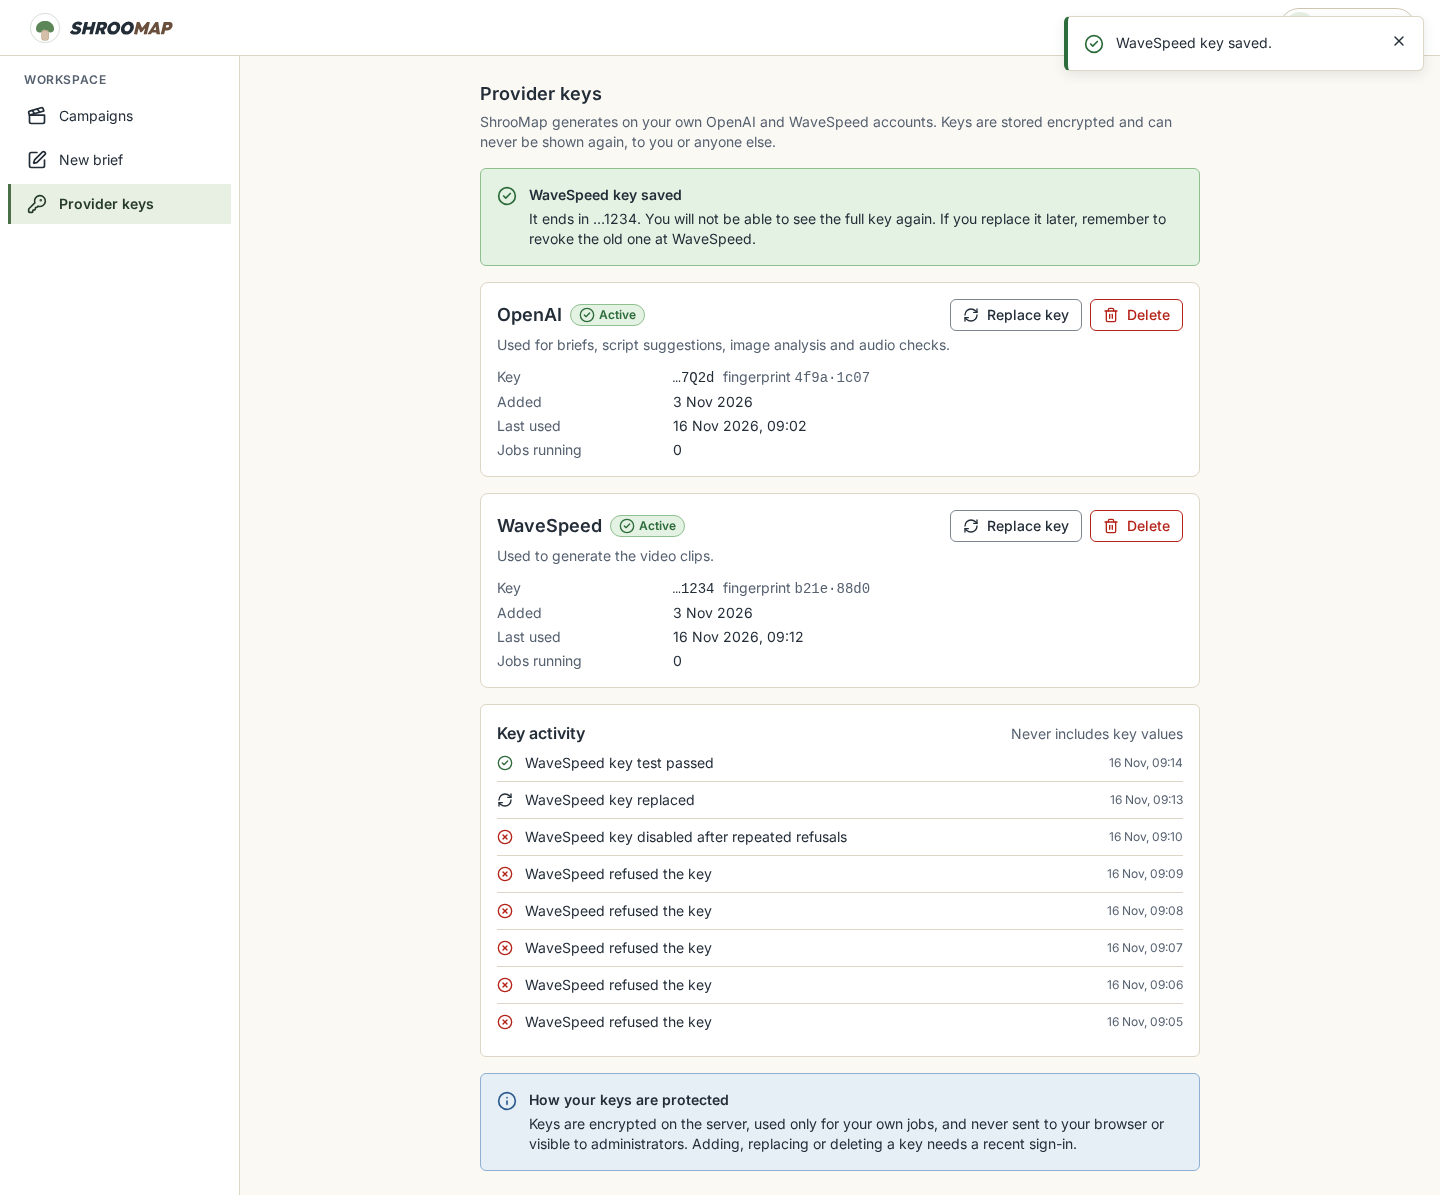 SHROOMAP
WaveSpeed key saved.
WORKSPACE
Campaigns
New brief
Provider keys
Provider keys
ShrooMap generates on your own OpenAI and WaveSpeed accounts. Keys are stored encrypted and can
never be shown again, to you or anyone else.
WaveSpeed key saved
It ends in …1234. You will not be able to see the full key again. If you replace it later, remember to
revoke the old one at WaveSpeed.
OpenAI Active Replace key Delete
Used for briefs, script suggestions, image analysis and audio checks.
Key …7Q2d fingerprint 4f9a·1c07
Added 3 Nov 2026
Last used 16 Nov 2026, 09:02
Jobs running 0
WaveSpeed Active Replace key Delete
Used to generate the video clips.
Key …1234 fingerprint b21e·88d0
Added 3 Nov 2026
Last used 16 Nov 2026, 09:12
Jobs running 0
Key activity Never includes key values
WaveSpeed key test passed 16 Nov, 09:14
WaveSpeed key replaced 16 Nov, 09:13
WaveSpeed key disabled after repeated refusals 16 Nov, 09:10
WaveSpeed refused the key 16 Nov, 09:09
WaveSpeed refused the key 16 Nov, 09:08
WaveSpeed refused the key 16 Nov, 09:07
WaveSpeed refused the key 16 Nov, 09:06
WaveSpeed refused the key 16 Nov, 09:05
How your keys are protected
Keys are encrypted on the server, used only for your own jobs, and never sent to your browser or
visible to administrators. Adding, replacing or deleting a key needs a recent sign-in.